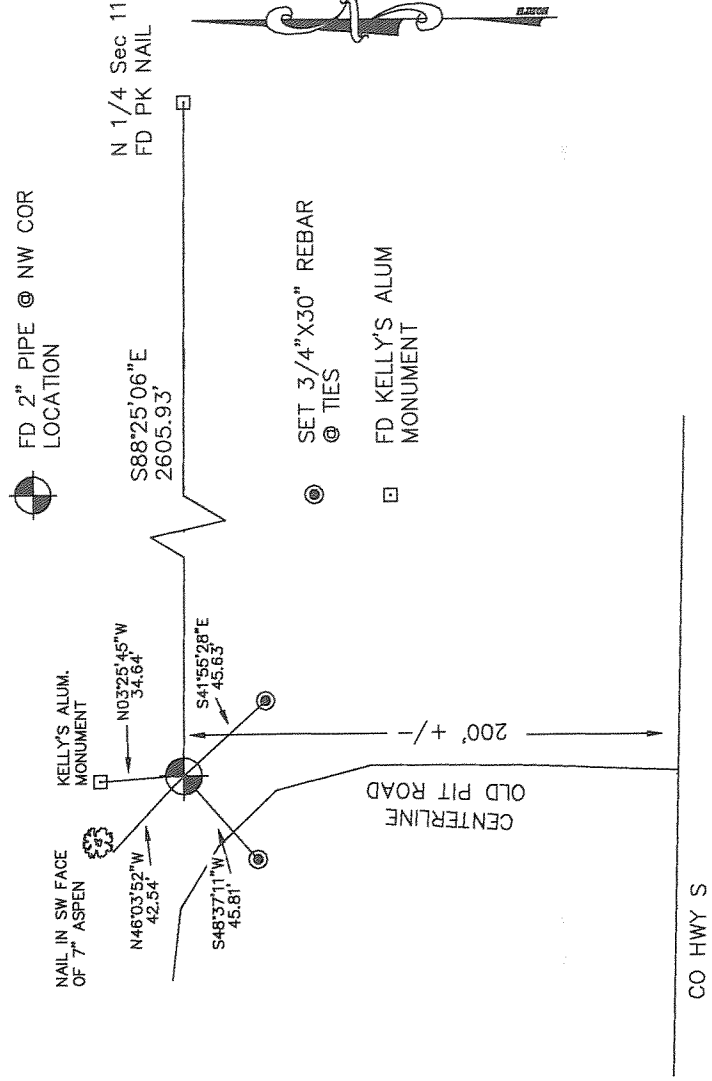 FD 2" PIPE @ NW COR
LOCATION
N 1/4 Sec 11
FD PK NAIL
NORTH
S88°25'06"E
2605.93'
SET 3/4"X30" REBAR
@ TIES
FD KELLY'S ALUM
MONUMENT
KELLY'S ALUM.
MONUMENT
N03°25'45"W
34.64'
NAIL IN SW FACE
OF 7" ASPEN
N46°03'52"W
42.54'
S41°55'28"E
45.63'
S48°37'11"W
45.81'
200' +/-
CENTERLINE
OLD PIT ROAD
CO HWY S